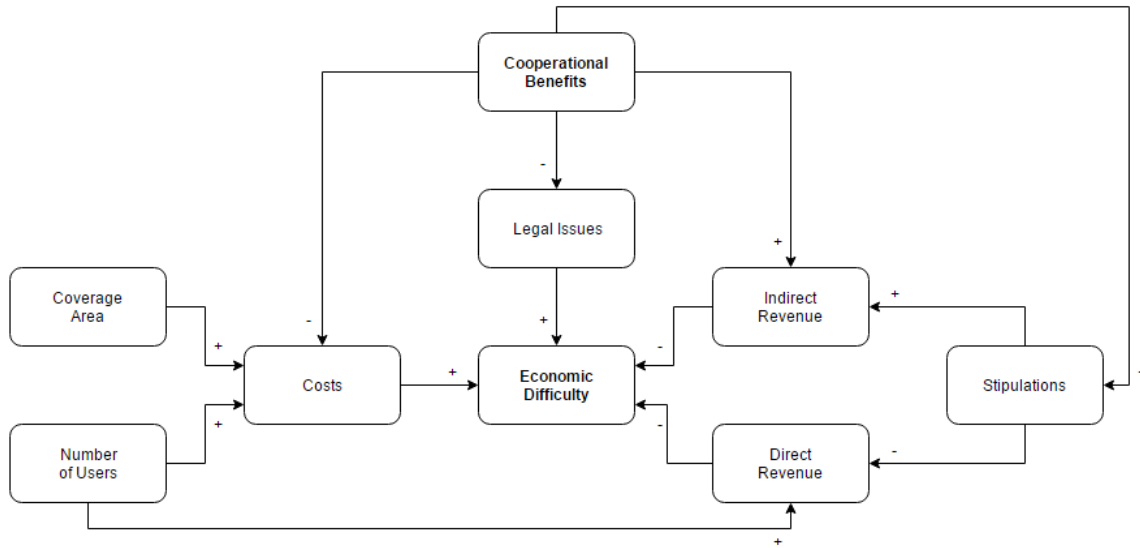 Cooperational
Benefits
-
Legal Issues
+
Coverage
Area
Indirect
Revenue
+
+
-
+
-
+
Costs
+
Economic
Difficulty
Stipulations
+
-
Number
of Users
Direct
Revenue
-
+